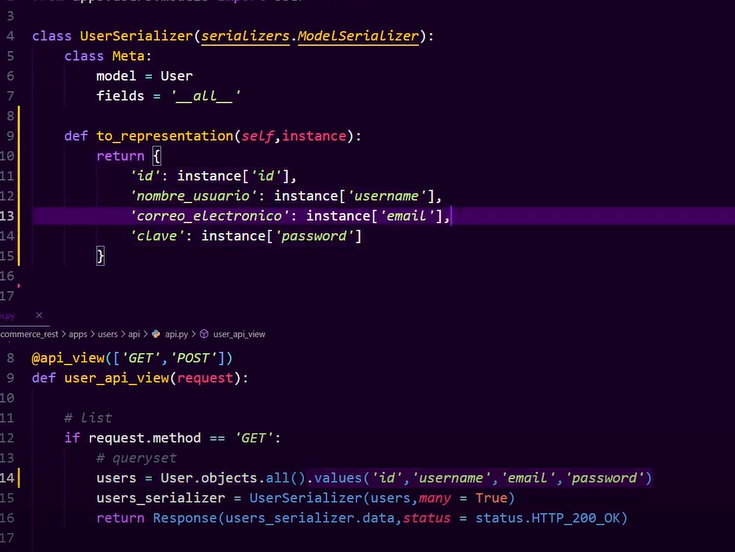 3
4 class UserSerializer(serializers.ModelSerializer):
5 class Meta:
6 model = User
7 fields = '__all__'
8
9 def to_representation(self,instance):
10 return {
11 'id': instance['id'],
12 'nombre_usuario': instance['username'],
13 'correo_electronico': instance['email'],
14 'clave': instance['password']
15 }
16
17
pi.py ×
commerce_rest > apps > users > api > api.py > user_api_view
8 @api_view(['GET','POST'])
9 def user_api_view(request):
10
11 # list
12 if request.method == 'GET':
13 # queryset
14 users = User.objects.all().values('id','username','email','password')
15 users_serializer = UserSerializer(users,many = True)
16 return Response(users_serializer.data,status = status.HTTP_200_OK)
17